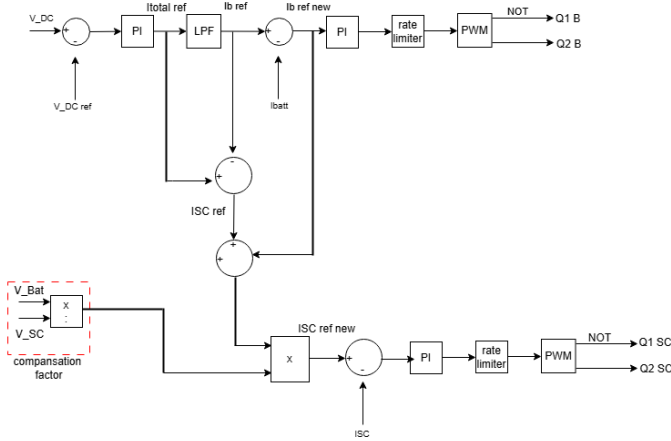 Itotal ref
Ib ref
Ib ref new
NOT
V_DC
+
-
PI
LPF
+
-
PI
rate
limiter
PWM
Q1 B
Q2 B
V_DC ref
Ibatt
-
+
ISC ref
+
+
V_Bat
x
:
V_SC
compansation
factor
ISC ref new
x
+
-
PI
rate
limiter
PWM
NOT
Q1 SC
Q2 SC
ISC